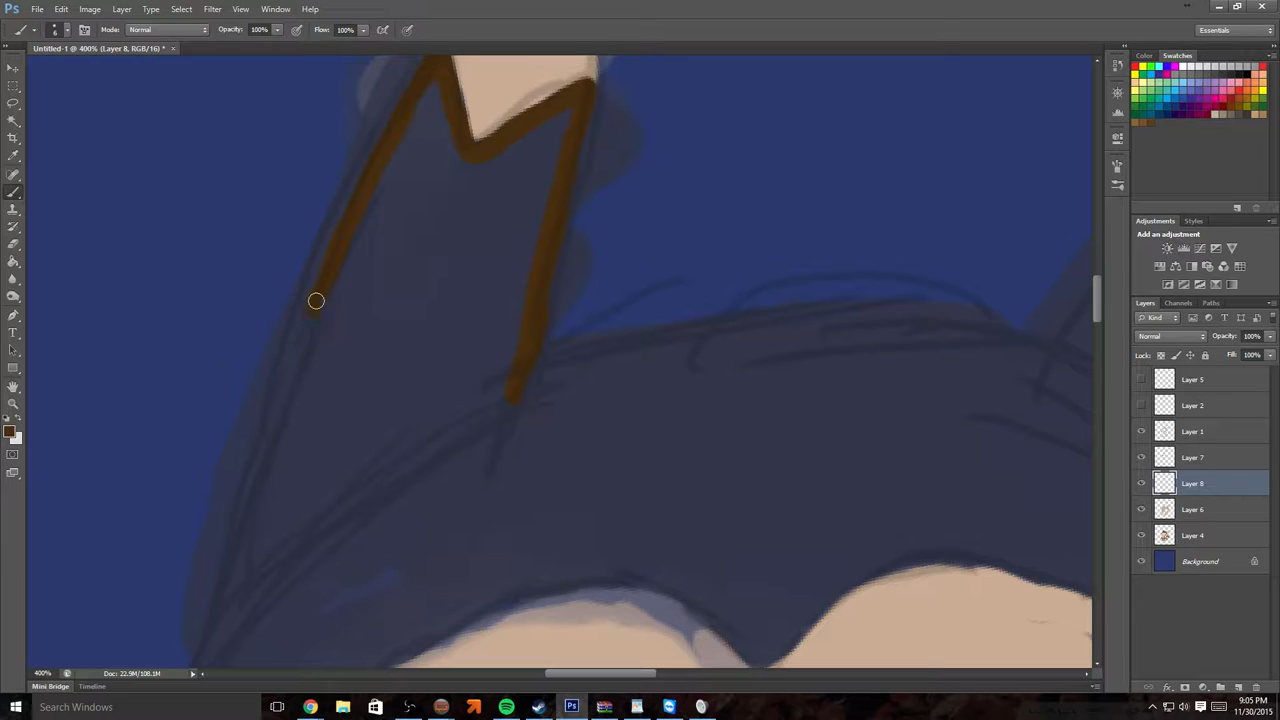 Ps File Edit Image Layer Type Select Filter View Window Help
6 Mode: Normal Opacity: 100% Flow: 100% Essentials
Untitled-1 @ 400% (Layer 8, RGB/16) * ×
Color Swatches
Adjustments Styles
Add an adjustment
Layers Channels Paths
Kind
Normal Opacity: 100%
Lock: Fill: 100%
Layer 5
Layer 2
Layer 1
Layer 7
Layer 8
Layer 6
Layer 4
Background
400% Doc: 22.9M/108.1M
Mini Bridge Timeline
Search Windows
Ps
9:05 PM
11/30/2015